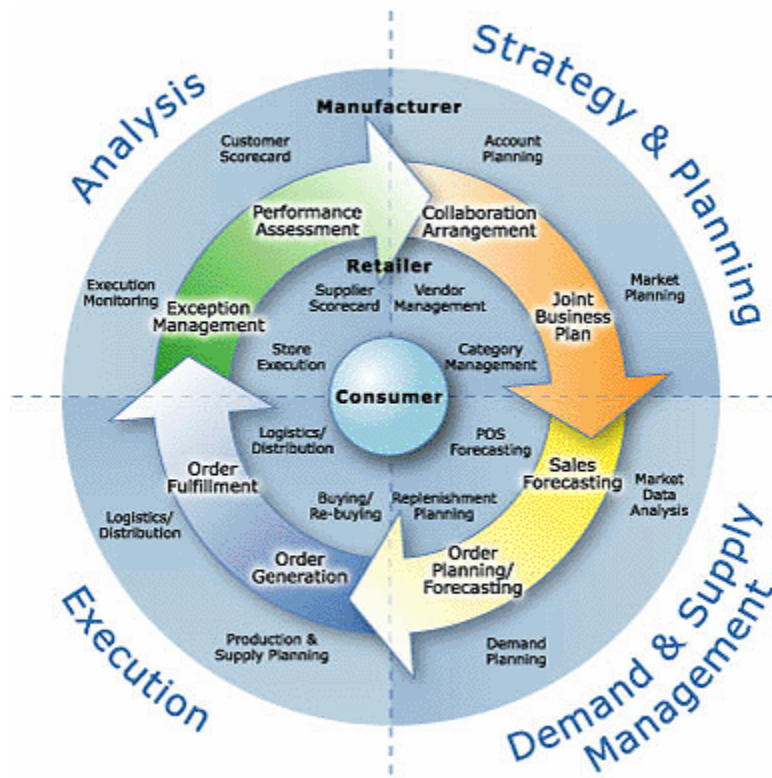 Strategy & Planning
Analysis
Manufacturer
Customer
Scorecard
Account
Planning
Performance
Assessment
Collaboration
Arrangement
Retailer
Execution
Monitoring
Exception
Management
Supplier
Scorecard
Vendor
Management
Joint
Business
Plan
Market
Planning
Store
Execution
Category
Management
Consumer
Logistics/
Distribution
POS
Forecasting
Order
Fulfillment
Sales
Forecasting
Market
Data
Analysis
Buying/
Re-buying
Replenishment
Planning
Logistics/
Distribution
Order
Generation
Order
Planning/
Forecasting
Production &
Supply Planning
Demand
Planning
Execution
Demand & Supply
Management